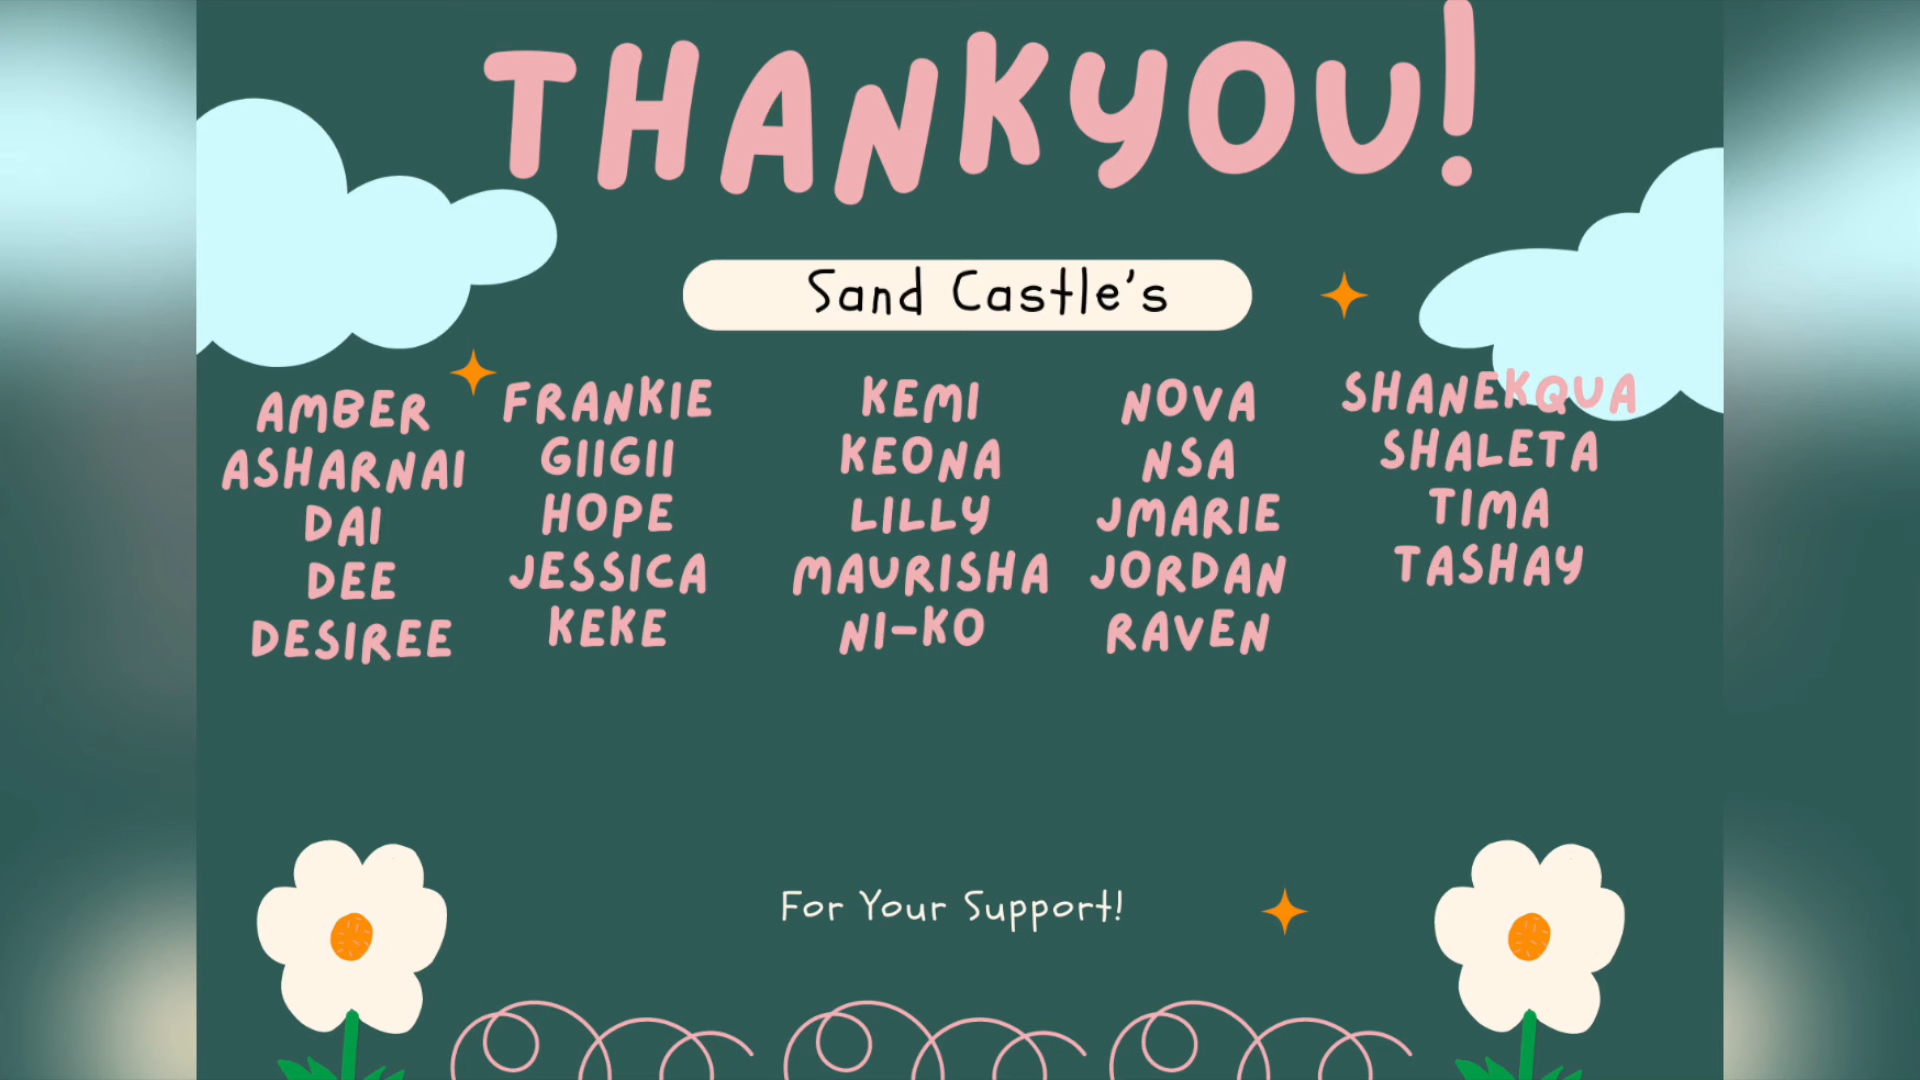 THANKYOU!
Sand Castle's
AMBER
ASHARNAI
DAI
DEE
DESIREE
FRANKIE
GIIGII
HOPE
JESSICA
KEKE
KEMI
KEONA
LILLY
MAURISHA
NI-KO
NOVA
NSA
JMARIE
JORDAN
RAVEN
SHANEKQUA
SHALETA
TIMA
TASHAY
For Your Support!